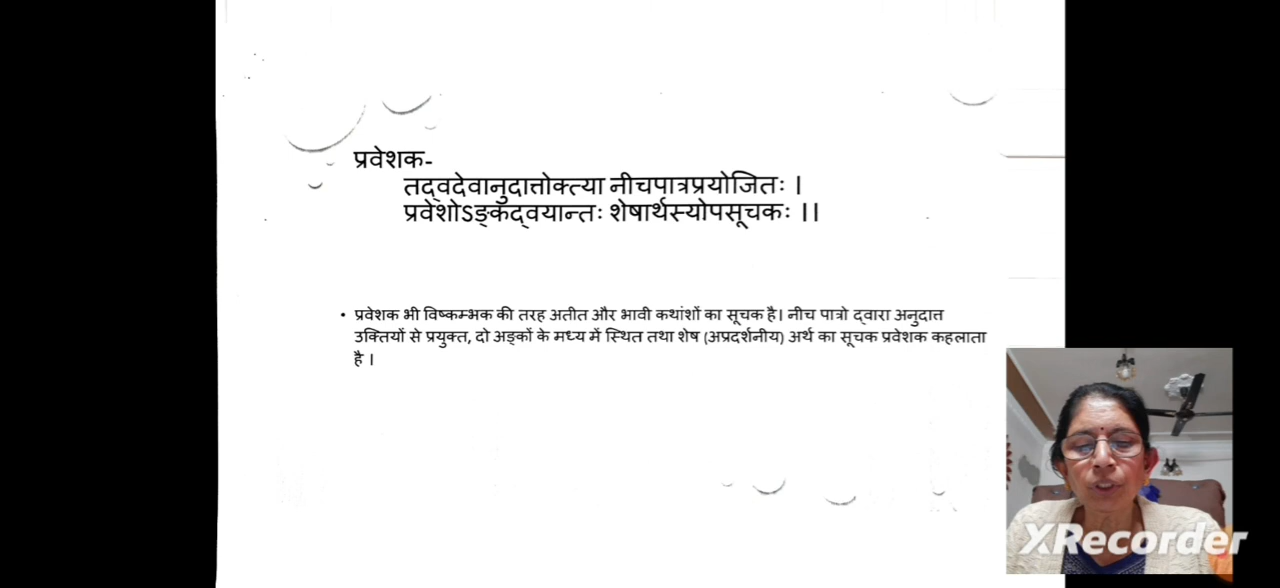 प्रवेशक-
तद्वदेवानुदात्तोक्त्या नीचपात्रप्रयोजितः ।
प्रवेशोऽङ्कद्वयान्तः शेषार्थस्योपसूचकः ।।
• प्रवेशक भी विष्कम्भक की तरह अतीत और भावी कथांशों का सूचक है। नीच पात्रो द्वारा अनुदात्त
उक्तियों से प्रयुक्त, दो अङ्कों के मध्य में स्थित तथा शेष (अप्रदर्शनीय) अर्थ का सूचक प्रवेशक कहलाता
है ।
XRecorder